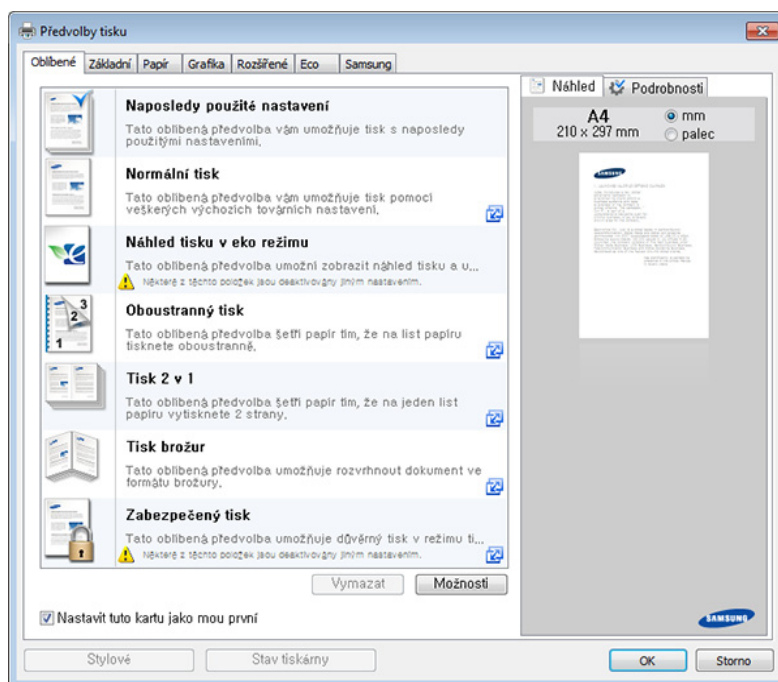 Předvolby tisku
Oblíbené Základní Papír Grafika Rozšířené Eco Samsung
Naposledy použité nastavení
Tato oblíbená předvolba vám umožňuje tisk s naposledy
použitými nastaveními.
Normální tisk
Tato oblíbená předvolba vám umožňuje tisk pomocí
veškerých výchozích továrních nastavení.
Náhled tisku v eko režimu
Tato oblíbená předvolba umožní zobrazit náhled tisku a u...
Některé z těchto položek jsou deaktivovány jiným nastavením.
3
2
1
Oboustranný tisk
Tato oblíbená předvolba šetří papír tím, že na list papíru
tisknete oboustranně.
Tisk 2 v 1
Tato oblíbená předvolba šetří papír tím, že na jeden list
papíru vytisknete 2 strany.
Tisk brožur
Tato oblíbená předvolba umožňuje rozvrhnout dokument ve
formátu brožury.
Zabezpečený tisk
Tato oblíbená předvolba umožňuje důvěrný tisk v režimu ti...
Některé z těchto položek jsou deaktivovány jiným nastavením.
Vymazat Možnosti
Nastavit tuto kartu jako mou první
Náhled Podrobnosti
A4
210 x 297 mm
mm
palec
SAMSUNG
SAMSUNG
Stylové Stav tiskárny OK Storno